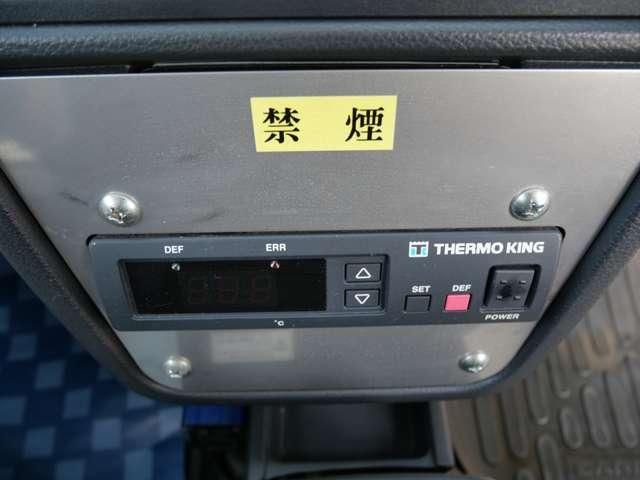 禁 煙
DEF ERR
THERMO KING
SET DEF
POWER
°C